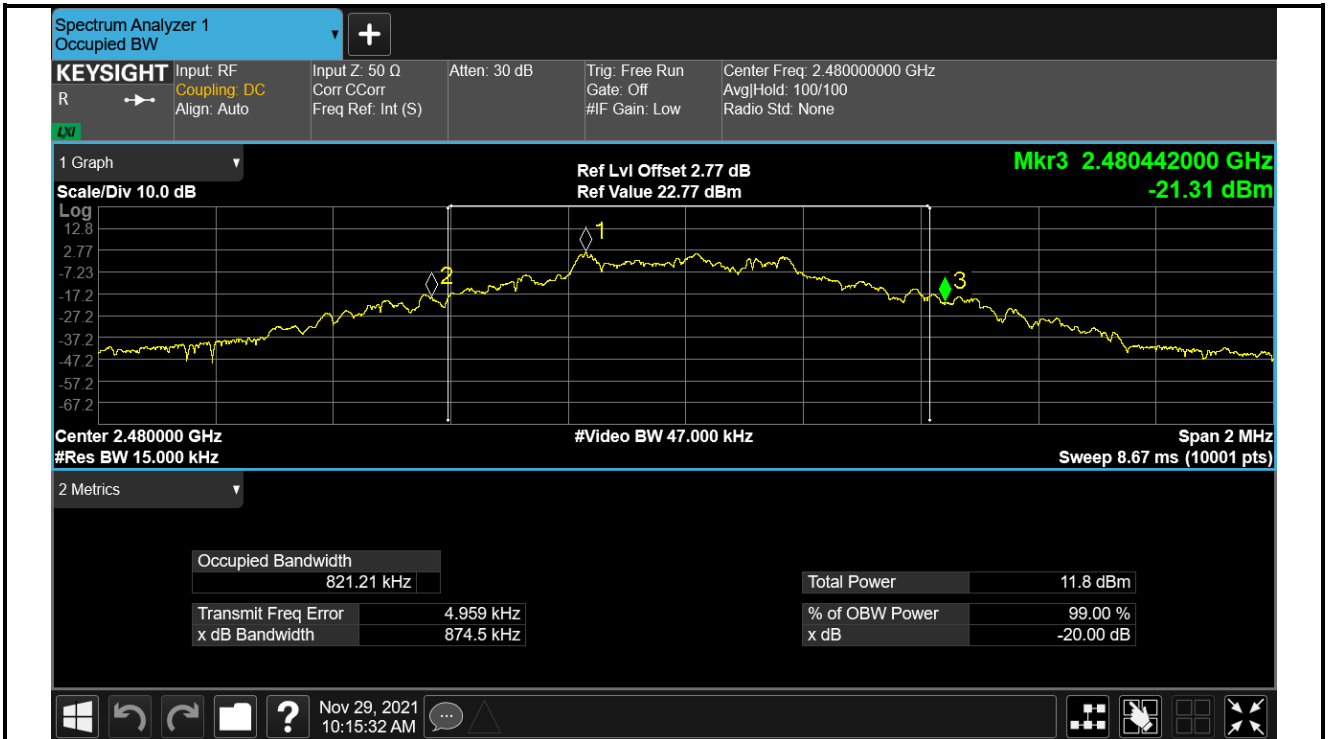 Spectrum Analyzer 1
Occupied BW
▼
+
KEYSIGHT
R
LXI
Input: RF
Coupling: DC
Align: Auto
Input Z: 50 Ω
Corr CCorr
Freq Ref: Int (S)
Atten: 30 dB
Trig: Free Run
Gate: Off
#IF Gain: Low
Center Freq: 2.480000000 GHz
Avg|Hold: 100/100
Radio Std: None
1 Graph ▼
Scale/Div 10.0 dB
Ref Lvl Offset 2.77 dB
Ref Value 22.77 dBm
Mkr3 2.480442000 GHz
-21.31 dBm
Log
12.8
2.77
-7.23
-17.2
-27.2
-37.2
-47.2
-57.2
-67.2
1
2
3
Center 2.480000 GHz
#Res BW 15.000 kHz
#Video BW 47.000 kHz
Span 2 MHz
Sweep 8.67 ms (10001 pts)
2 Metrics ▼
Occupied Bandwidth
821.21 kHz
Transmit Freq Error 4.959 kHz
x dB Bandwidth 874.5 kHz
Total Power 11.8 dBm
% of OBW Power 99.00 %
x dB -20.00 dB
?
Nov 29, 2021
10:15:32 AM